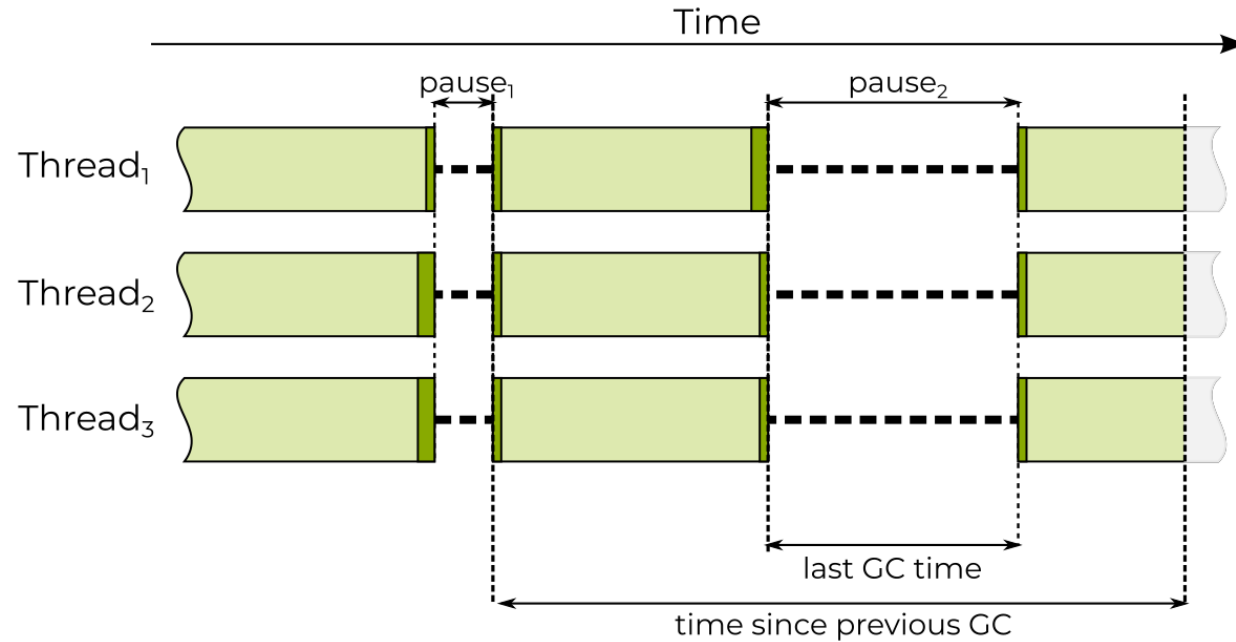 Time
pause₁
pause₂
Thread₁
Thread₂
Thread₃
last GC time
time since previous GC